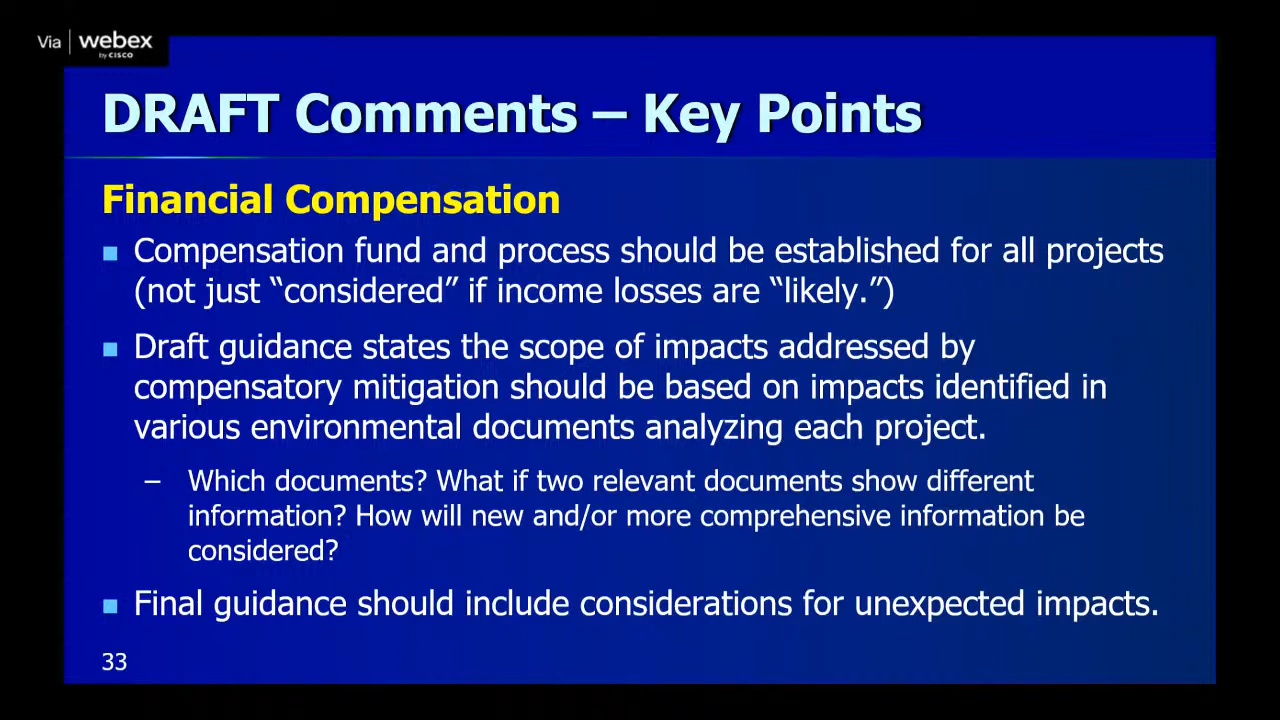 Via webex
by CISCO
DRAFT Comments – Key Points
Financial Compensation
Compensation fund and process should be established for all projects
(not just “considered” if income losses are “likely.”)
Draft guidance states the scope of impacts addressed by
compensatory mitigation should be based on impacts identified in
various environmental documents analyzing each project.
– Which documents? What if two relevant documents show different
information? How will new and/or more comprehensive information be
considered?
Final guidance should include considerations for unexpected impacts.
33